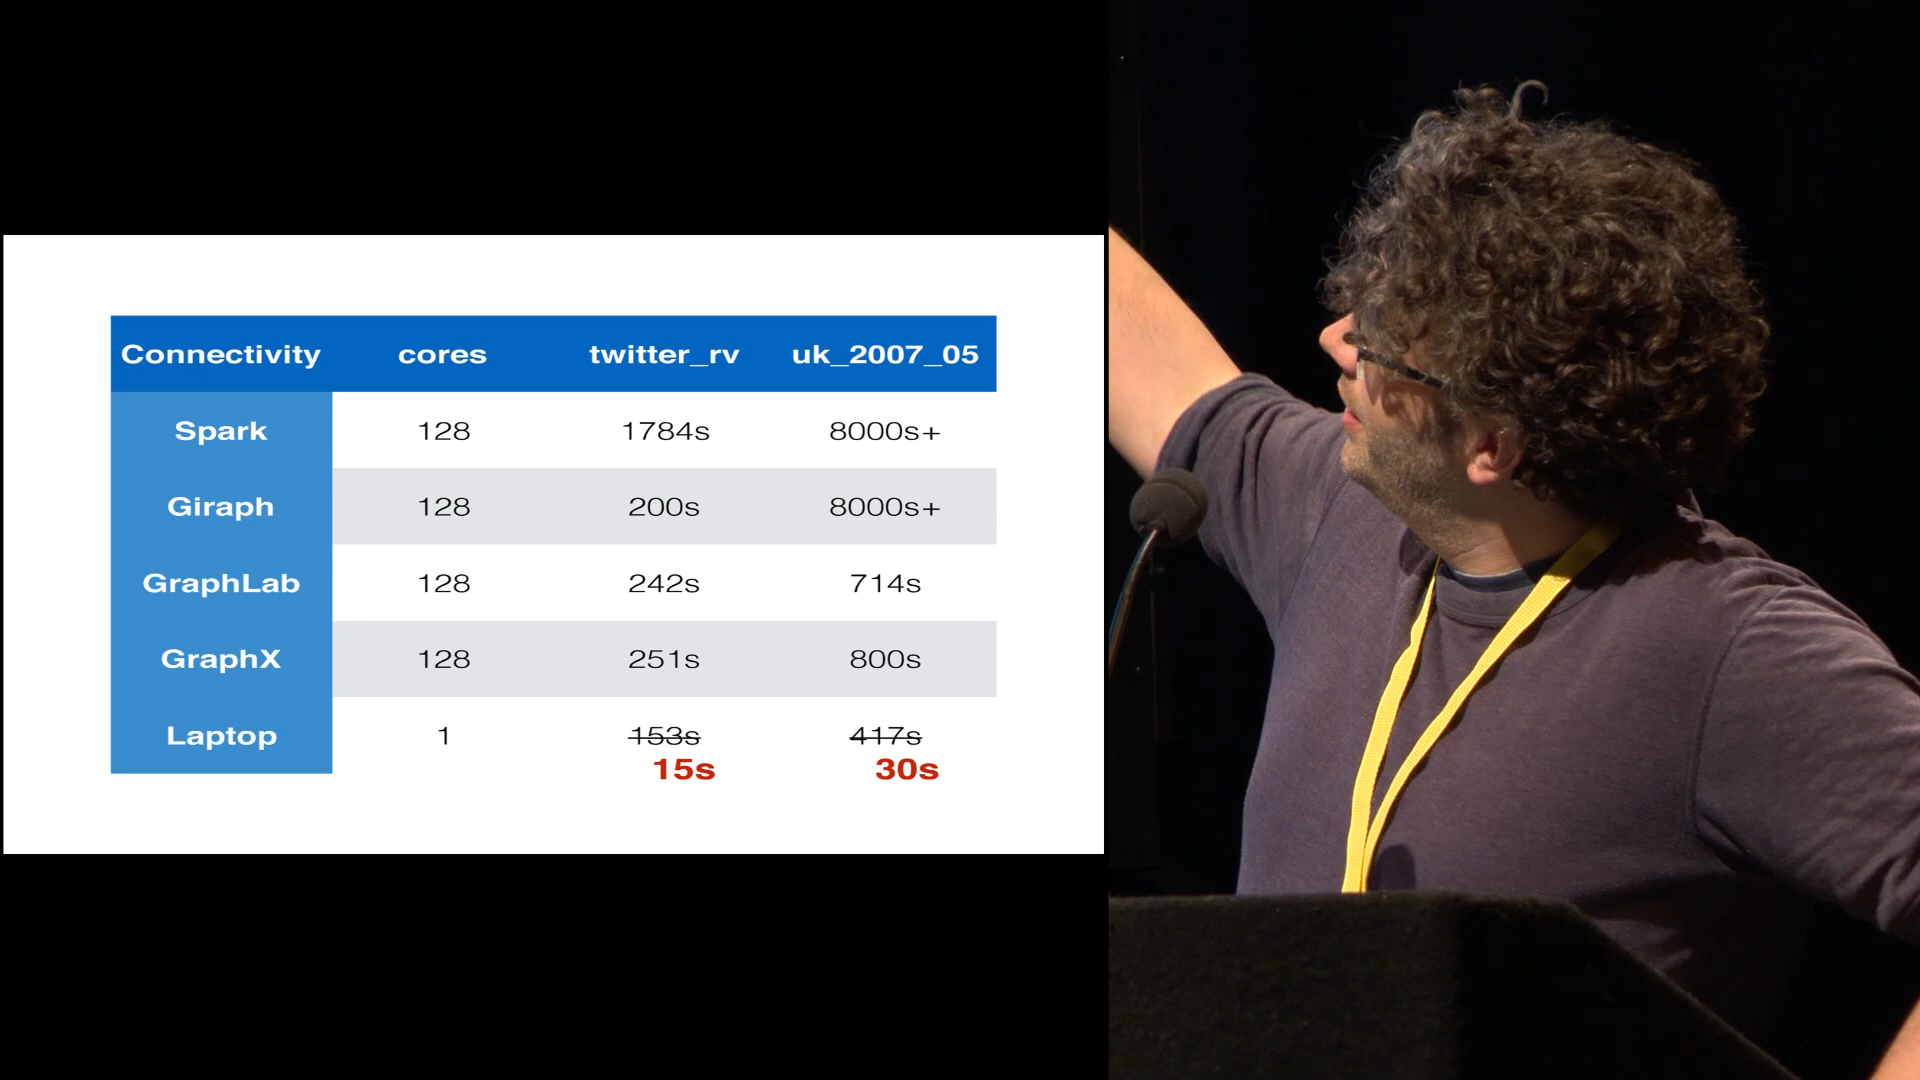 Connectivity cores twitter_rv uk_2007_05
Spark 128 1784s 8000s+
Giraph 128 200s 8000s+
GraphLab 128 242s 714s
GraphX 128 251s 800s
Laptop 1 153s 417s
15s 30s